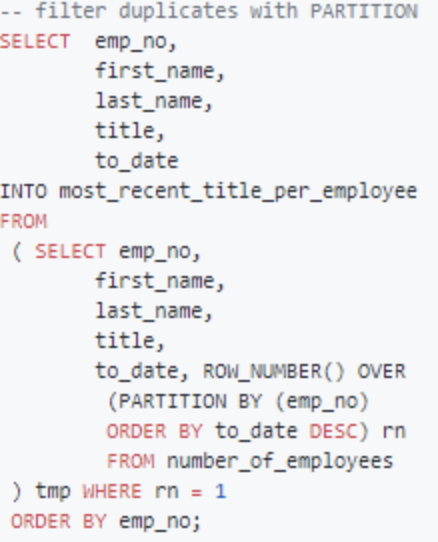 -- filter duplicates with PARTITION
SELECT  emp_no,
        first_name,
        last_name,
        title,
        to_date
INTO most_recent_title_per_employee
FROM
 ( SELECT emp_no,
        first_name,
        last_name,
        title,
        to_date, ROW_NUMBER() OVER
         (PARTITION BY (emp_no)
         ORDER BY to_date DESC) rn
         FROM number_of_employees
 ) tmp WHERE rn = 1
 ORDER BY emp_no;